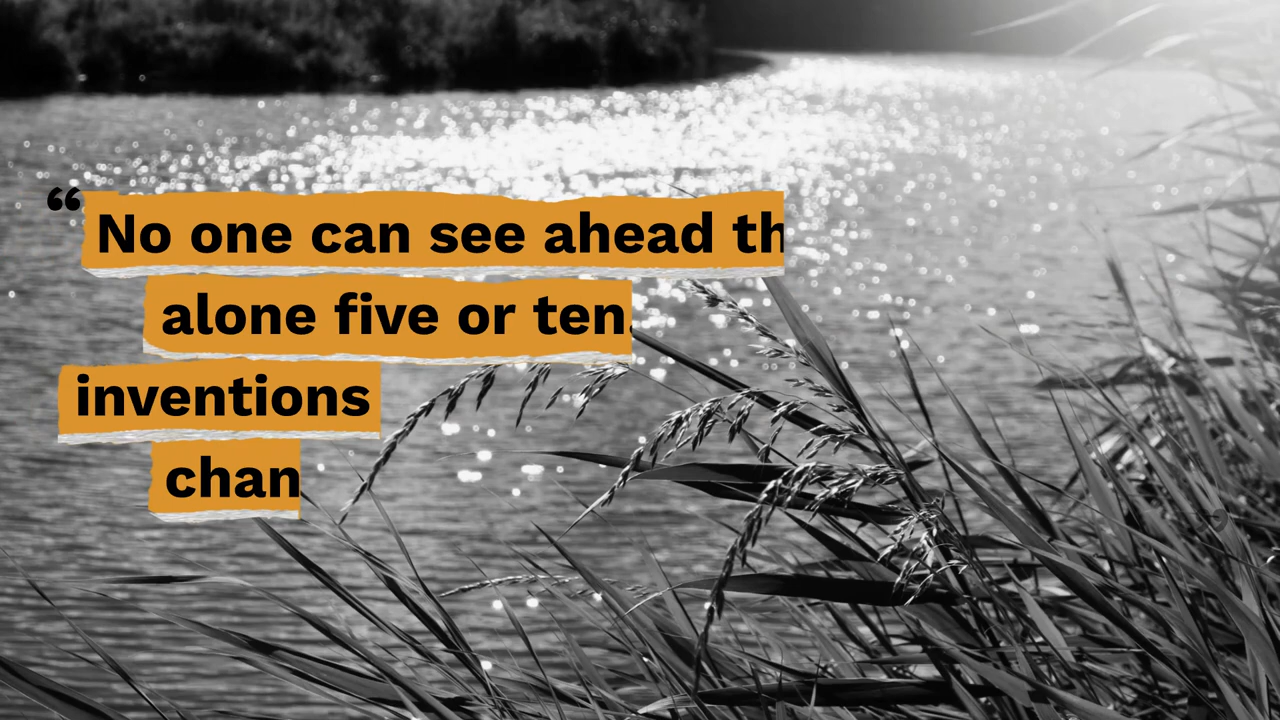 “No one can see ahead th
alone five or ten
inventions
chan